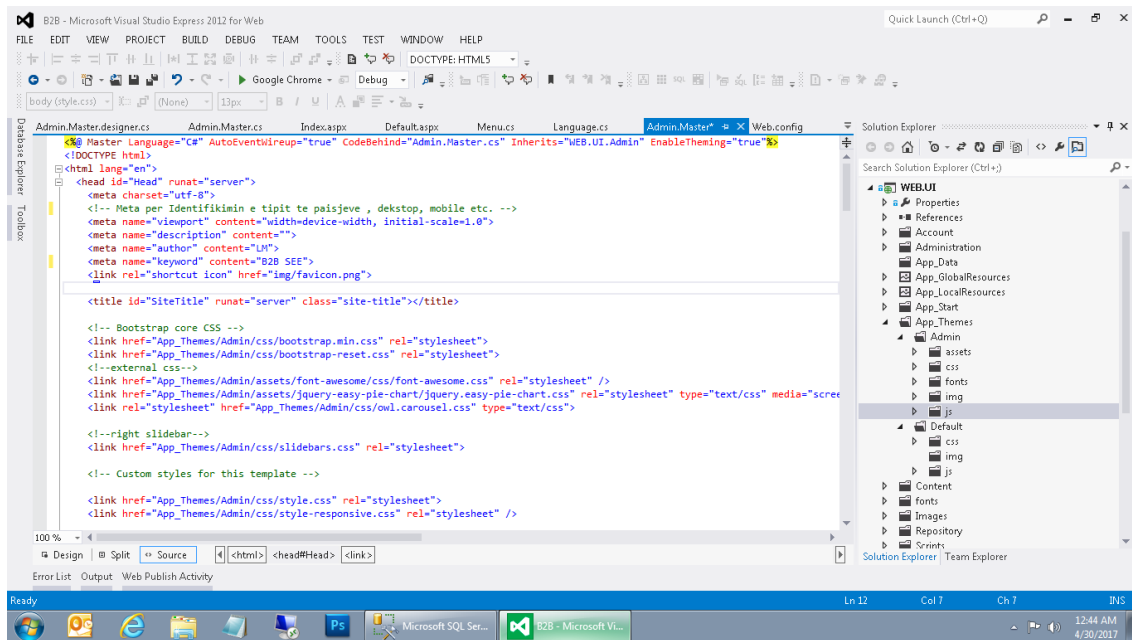 B2B - Microsoft Visual Studio Express 2012 for Web
Quick Launch (Ctrl+Q)
FILE EDIT VIEW PROJECT BUILD DEBUG TEAM TOOLS TEST WINDOW HELP
DOCTYPE: HTML5
Google Chrome Debug
body (style.css) (None) 13px B I U A
Admin.Master.designer.cs Admin.Master.cs Index.aspx Default.aspx Menu.cs Language.cs Admin.Master* Web.config
Database Explorer
Toolbox
<%@ Master Language="C#" AutoEventWireup="true" CodeBehind="Admin.Master.cs" Inherits="WEB.UI.Admin" EnableTheming="true"%>
<!DOCTYPE html>
<html lang="en">
<head id="Head" runat="server">
<meta charset="utf-8">
<!-- Meta per Identifikimin e tipit te paisjeve , dekstop, mobile etc. -->
<meta name="viewport" content="width=device-width, initial-scale=1.0">
<meta name="description" content="">
<meta name="author" content="LM">
<meta name="keyword" content="B2B SEE">
<link rel="shortcut icon" href="img/favicon.png">
<title id="SiteTitle" runat="server" class="site-title"></title>
<!-- Bootstrap core CSS -->
<link href="App_Themes/Admin/css/bootstrap.min.css" rel="stylesheet">
<link href="App_Themes/Admin/css/bootstrap-reset.css" rel="stylesheet">
<!--external css-->
<link href="App_Themes/Admin/assets/font-awesome/css/font-awesome.css" rel="stylesheet" />
<link href="App_Themes/Admin/assets/jquery-easy-pie-chart/jquery.easy-pie-chart.css" rel="stylesheet" type="text/css" media="scree
<link rel="stylesheet" href="App_Themes/Admin/css/owl.carousel.css" type="text/css">
<!--right slidebar-->
<link href="App_Themes/Admin/css/slidebars.css" rel="stylesheet">
<!-- Custom styles for this template -->
<link href="App_Themes/Admin/css/style.css" rel="stylesheet">
<link href="App_Themes/Admin/css/style-responsive.css" rel="stylesheet" />
100 %
Design Split Source <html> <head#Head> <link>
Error List Output Web Publish Activity
Solution Explorer
Search Solution Explorer (Ctrl+;)
WEB.UI
Properties
References
Account
Administration
App_Data
App_GlobalResources
App_LocalResources
App_Start
App_Themes
Admin
assets
css
fonts
img
js
Default
css
img
js
Content
fonts
Images
Repository
Scripts
Solution Explorer Team Explorer
Ready Ln 12 Col 7 Ch 7 INS
Ps Microsoft SQL Ser... B2B - Microsoft Vi...
12:44 AM
4/30/2017